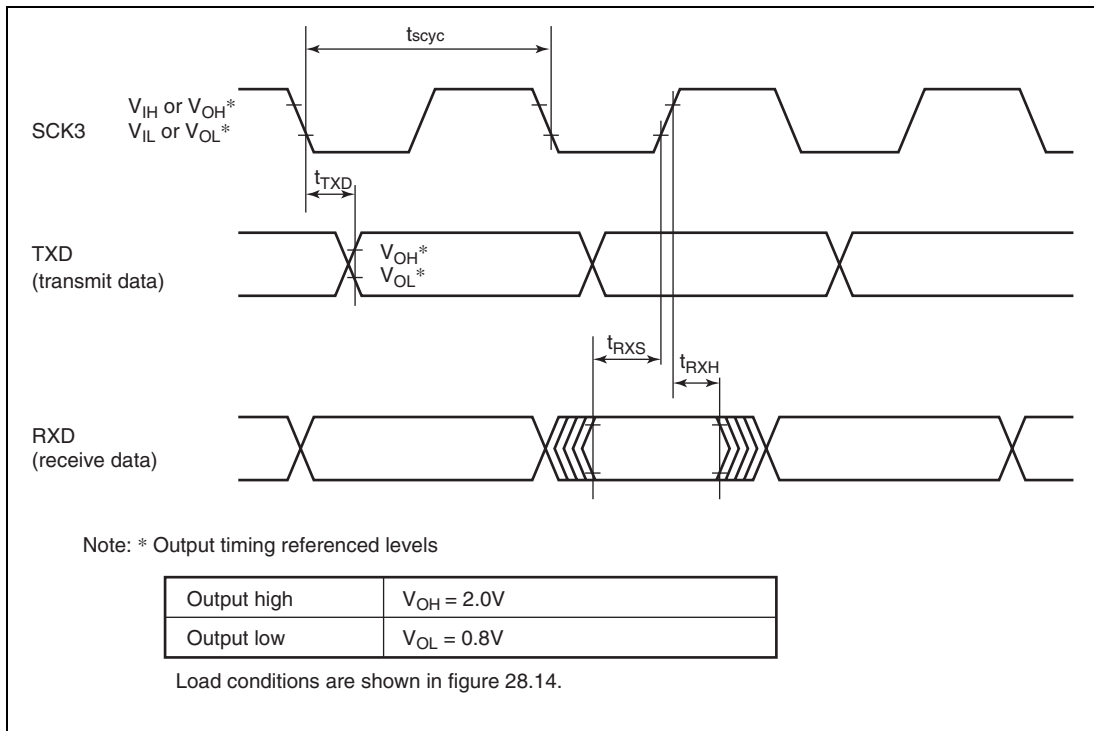 tscyc
VIH or VOH*
SCK3
VIL or VOL*
tTXD
TXD
(transmit data)
VOH*
VOL*
tRXS
tRXH
RXD
(receive data)
Note: * Output timing referenced levels
Output high VOH = 2.0V
Output low VOL = 0.8V
Load conditions are shown in figure 28.14.